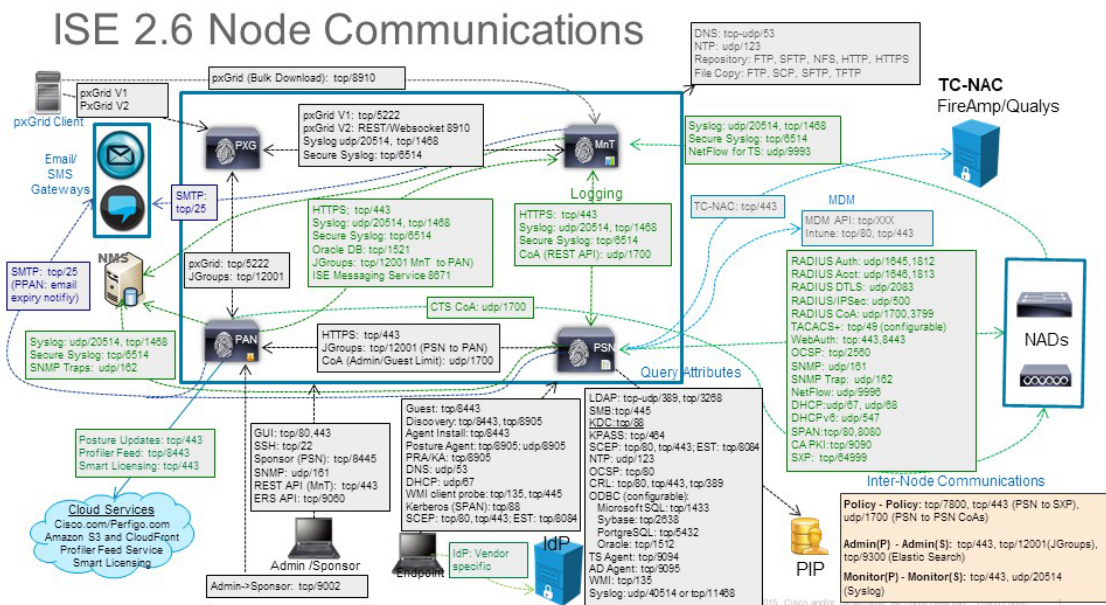 ISE 2.6 Node Communications
DNS: tcp-udp/53
NTP: udp/123
Repository: FTP, SFTP, NFS, HTTP, HTTPS
File Copy: FTP, SCP, SFTP, TFTP
pxGrid (Bulk Download): tcp/8910
pxGrid V1
PxGrid V2
pxGrid Client
TC-NAC
FireAmp/Qualys
pxGrid V1: tcp/5222
pxGrid V2: REST/Websocket 8910
Syslog udp/20514, tcp/1468
Secure Syslog: tcp/6514
PXG
MnT
Syslog: udp/20514, tcp/1468
Secure Syslog: tcp/6514
NetFlow for TS: udp/9993
Email/
SMS
Gateways
SMTP:
tcp/25
Logging
TC-NAC: tcp/443
MDM
MDM API: tcp/XXX
Intune: tcp/80, tcp/443
HTTPS: tcp/443
Syslog: udp/20514, tcp/1468
Secure Syslog: tcp/6514
Oracle DB: tcp/1521
JGroups: tcp/12001 MnT to PAN)
ISE Messaging Service 8671
HTTPS: tcp/443
Syslog: udp/20514, tcp/1468
Secure Syslog: tcp/6514
CoA (REST API): udp/1700
pxGrid: tcp/5222
JGroups: tcp/12001
SMTP: tcp/25
(PPAN: email
expiry notifiy)
NMS
CTS CoA: udp/1700
RADIUS Auth: udp/1645,1812
RADIUS Acct: udp/1646,1813
RADIUS DTLS: udp/2083
RADIUS/IPSec: udp/500
RADIUS CoA: udp/1700,3799
TACACS+: tcp/49 (configurable)
WebAuth: tcp/443,8443
OCSP: tcp/2560
SNMP: udp/161
SNMP Trap: udp/162
NetFlow: udp/9996
DHCP:udp/67, udp/68
DHCPv6: udp/547
SPAN:tcp/80,8080
CA PKI: tcp/9090
SXP: tcp/64999
NADs
PAN
HTTPS: tcp/443
JGroups: tcp/12001 (PSN to PAN)
CoA (Admin/Guest Limit): udp/1700
PSN
Syslog: udp/20514, tcp/1468
Secure Syslog: tcp/6514
SNMP Traps: udp/162
Query Attributes
Posture Updates: tcp/443
Profiler Feed: tcp/8443
Smart Licensing: tcp/443
GUI: tcp/80,443
SSH: tcp/22
Sponsor (PSN): tcp/8445
SNMP: udp/161
REST API (MnT): tcp/443
ERS API: tcp/9060
Guest: tcp/8443
Discovery: tcp/8443, tcp/8905
Agent Install: tcp/8443
Posture Agent: tcp/8905; udp/8905
PRA/KA: tcp/8905
DNS: udp/53
DHCP: udp/67
WMI client probe: tcp/135, tcp/445
Kerberos (SPAN): tcp/88
SCEP: tcp/80, tcp/443; EST: tcp/8084
LDAP: tcp-udp/389, tcp/3268
SMB:tcp/445
KDC:tcp/88
KPASS: tcp/464
SCEP: tcp/80, tcp/443; EST: tcp/8084
NTP: udp/123
OCSP: tcp/80
CRL: tcp/80, tcp/443, tcp/389
ODBC (configurable):
Microsoft SQL: tcp/1433
Sybase: tcp/2638
PortgreSQL: tcp/5432
Oracle: tcp/1512
TS Agent: tcp/9094
AD Agent: tcp/9095
WMI: tcp/135
Syslog: udp/40514 or tcp/11468
Cloud Services
Cisco.com/Perfigo.com
Amazon S3 and CloudFront
Profiler Feed Service
Smart Licensing
Admin /Sponsor
Admin->Sponsor: tcp/9002
Endpoint
IdP: Vendor
specific
IdP
PIP
Inter-Node Communications
Policy - Policy: tcp/7800, tcp/443 (PSN to SXP),
udp/1700 (PSN to PSN CoAs)
Admin(P) - Admin(S): tcp/443, tcp/12001(JGroups),
tcp/9300 (Elastic Search)
Monitor(P) - Monitor(S): tcp/443, udp/20514
(Syslog)